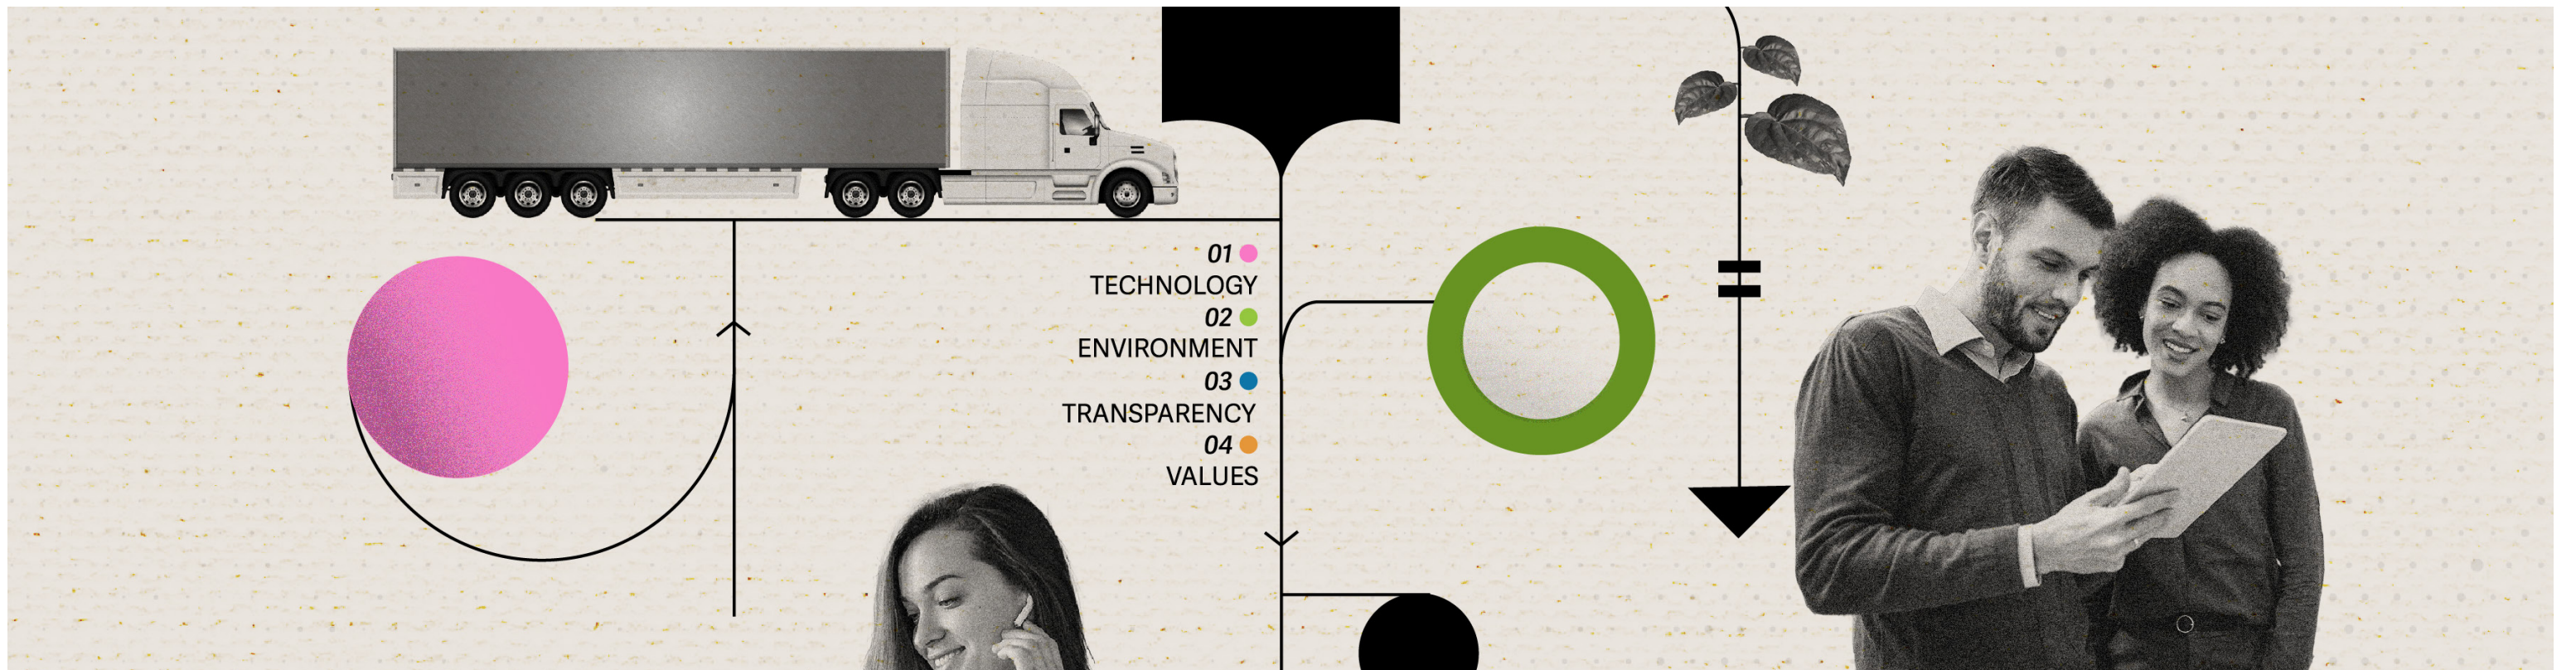 01
TECHNOLOGY
02
ENVIRONMENT
03
TRANSPARENCY
04
VALUES